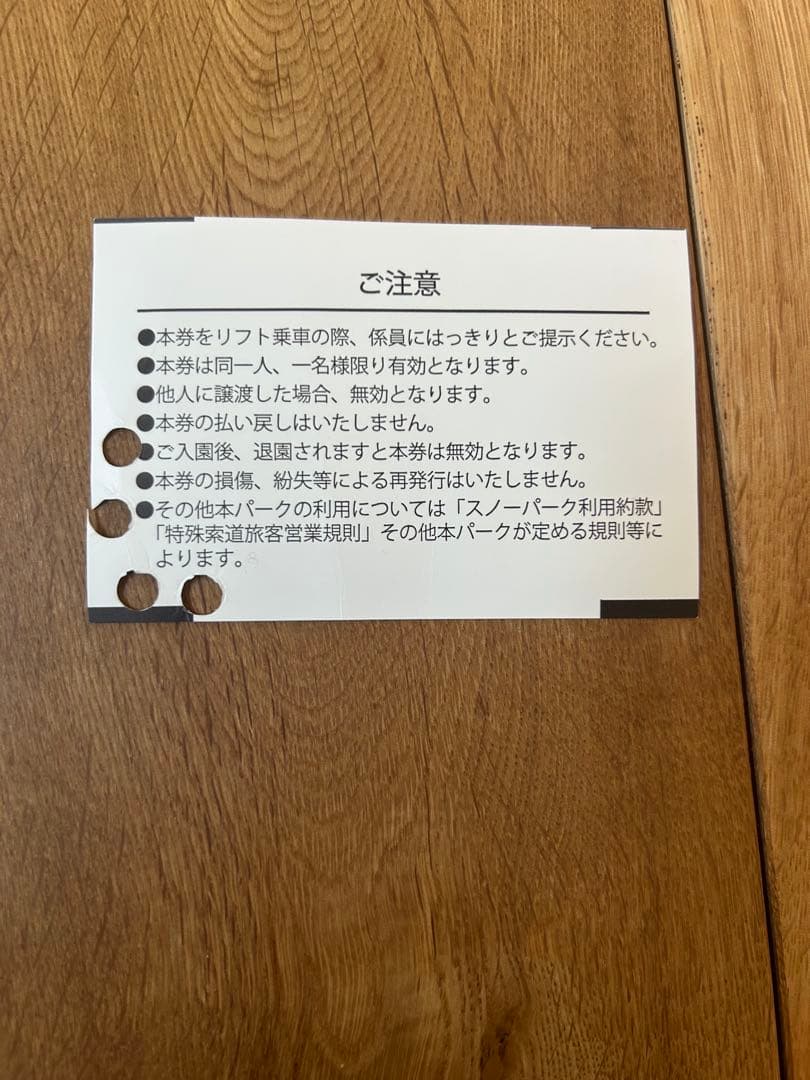 ご注意
●本券をリフト乗車の際、係員にはっきりとご提示ください。
●本券は同一人、一名様限り有効となります。
●他人に譲渡した場合、無効となります。
●本券の払い戻しはいたしません。
●ご入園後、退園されますと本券は無効となります。
●本券の損傷、紛失等による再発行はいたしません。
●その他本パークの利用については「スノーパーク利用約款」
「特殊索道旅客営業規則」その他本パークが定める規則等に
よります。